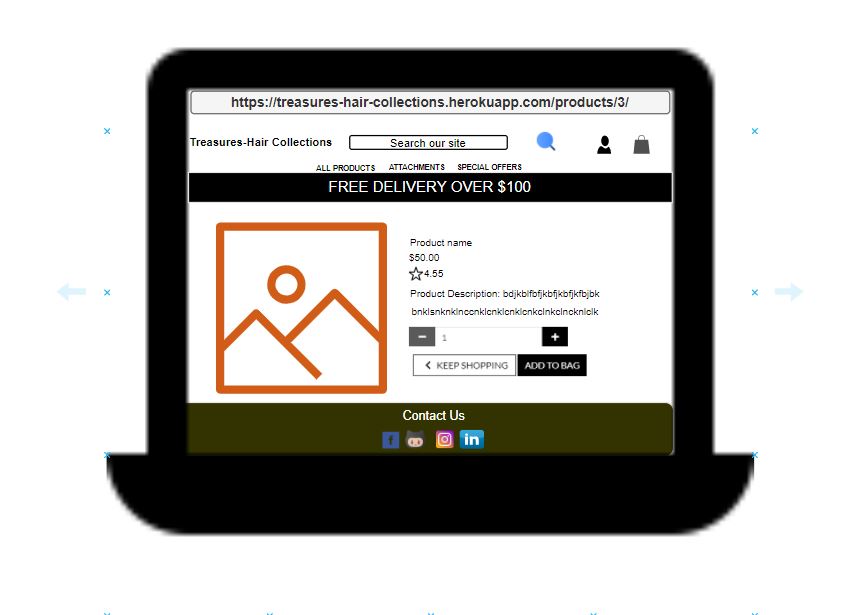 https://treasures-hair-collections.herokuapp.com/products/3/
Treasures-Hair Collections Search our site
ALL PRODUCTS ATTACHMENTS SPECIAL OFFERS
FREE DELIVERY OVER $100
Product name
$50.00
4.55
Product Description: bdjkblfbfjkbfjkbfjkfbjbk
bnklsnknklnccnklcnklcnklcnkclnkclncknlclk
− 1 +
KEEP SHOPPING ADD TO BAG
Contact Us
f in